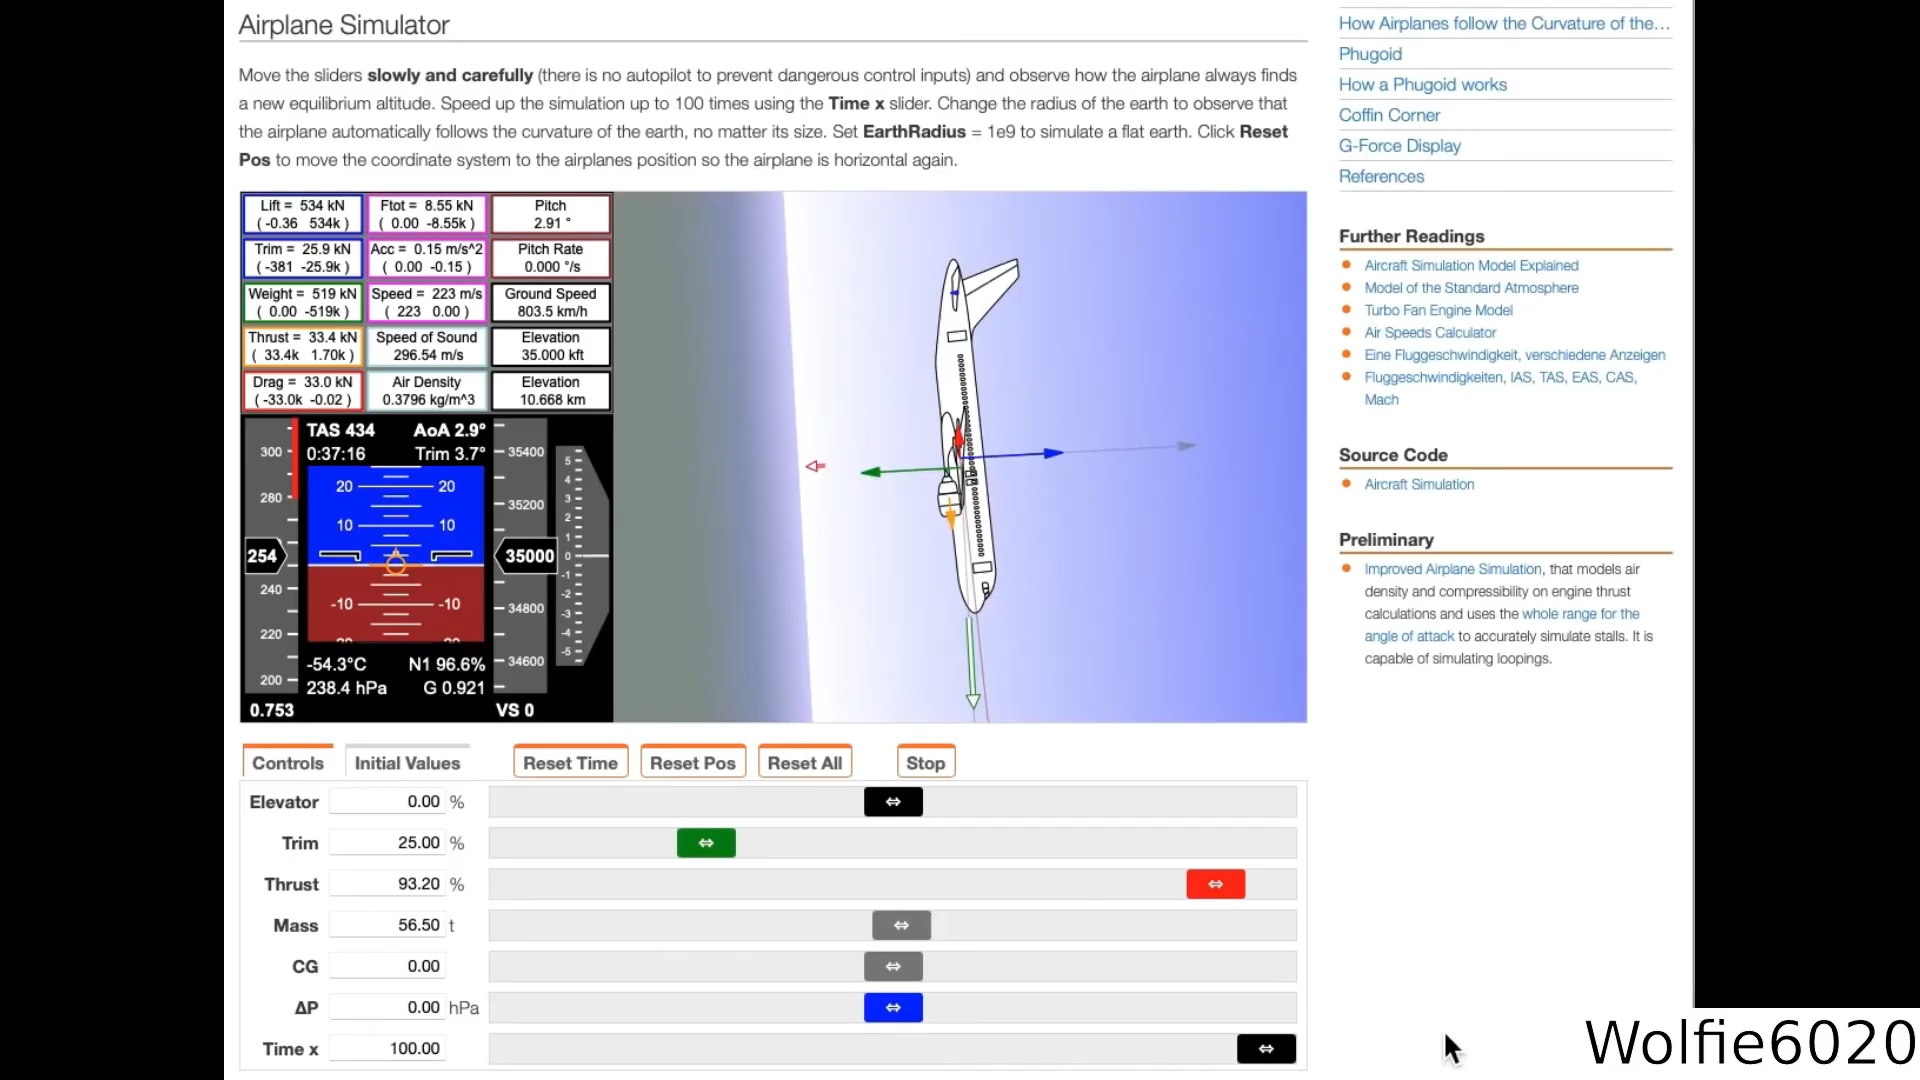 Airplane Simulator
Move the sliders slowly and carefully (there is no autopilot to prevent dangerous control inputs) and observe how the airplane always finds
a new equilibrium altitude. Speed up the simulation up to 100 times using the Time x slider. Change the radius of the earth to observe that
the airplane automatically follows the curvature of the earth, no matter its size. Set EarthRadius = 1e9 to simulate a flat earth. Click Reset
Pos to move the coordinate system to the airplanes position so the airplane is horizontal again.
Lift = 534 kN
( -0.36 534k )
Ftot = 8.55 kN
( 0.00 -8.55k )
Pitch
2.91 °
Trim = 25.9 kN
( -381 -25.9k )
Acc = 0.15 m/s^2
( 0.00 -0.15 )
Pitch Rate
0.000 °/s
Weight = 519 kN
( 0.00 -519k )
Speed = 223 m/s
( 223 0.00 )
Ground Speed
803.5 km/h
Thrust = 33.4 kN
( 33.4k 1.70k )
Speed of Sound
296.54 m/s
Elevation
35.000 kft
Drag = 33.0 kN
( -33.0k -0.02 )
Air Density
0.3796 kg/m^3
Elevation
10.668 km
TAS 434 AoA 2.9°
0:37:16 Trim 3.7°
300
280
254
240
220
200
20 20
10 10
-10 -10
35400
35200
35000
34800
34600
5
4
3
2
1
0
-1
-2
-3
-4
-5
-54.3°C N1 96.6%
238.4 hPa G 0.921
0.753 VS 0
Controls Initial Values Reset Time Reset Pos Reset All Stop
Elevator 0.00 %
Trim 25.00 %
Thrust 93.20 %
Mass 56.50 t
CG 0.00
ΔP 0.00 hPa
Time x 100.00
How Airplanes follow the Curvature of the…
Phugoid
How a Phugoid works
Coffin Corner
G-Force Display
References
Further Readings
Aircraft Simulation Model Explained
Model of the Standard Atmosphere
Turbo Fan Engine Model
Air Speeds Calculator
Eine Fluggeschwindigkeit, verschiedene Anzeigen
Fluggeschwindigkeiten, IAS, TAS, EAS, CAS,
Mach
Source Code
Aircraft Simulation
Preliminary
Improved Airplane Simulation, that models air
density and compressibility on engine thrust
calculations and uses the whole range for the
angle of attack to accurately simulate stalls. It is
capable of simulating loopings.
Wolfie6020